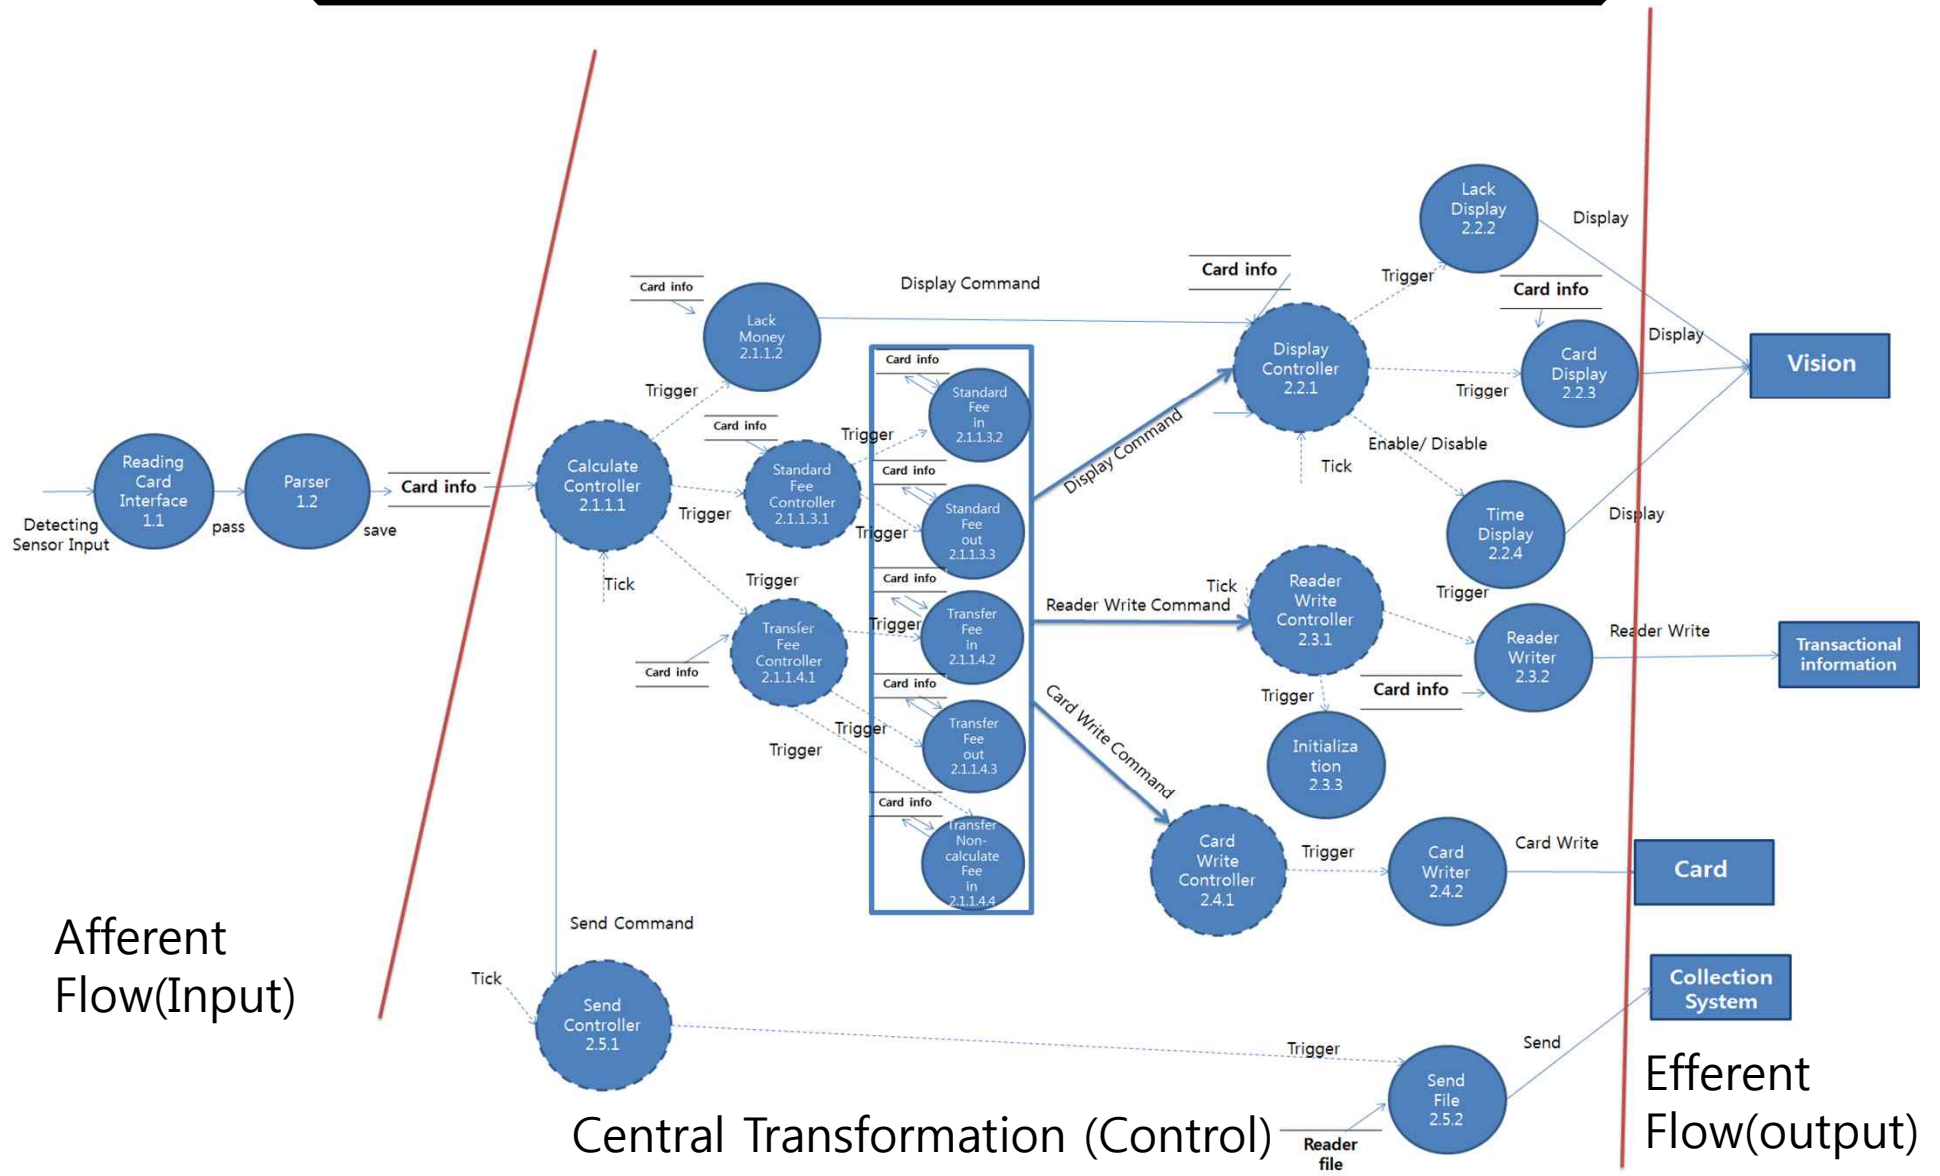 Detecting
Sensor Input
Reading
Card
Interface
1.1
pass
Parser
1.2
save
Card info
Afferent
Flow(Input)
Calculate
Controller
2.1.1.1
Tick
Trigger
Card info
Lack
Money
2.1.1.2
Display Command
Trigger
Card info
Standard
Fee
Controller
2.1.1.3.1
Trigger
Card info
Transfer
Fee
Controller
2.1.1.4.1
Trigger
Card info
Standard
Fee
in
2.1.1.3.2
Trigger
Card info
Standard
Fee
out
2.1.1.3.3
Trigger
Card info
Transfer
Fee
in
2.1.1.4.2
Trigger
Card info
Transfer
Fee
out
2.1.1.4.3
Trigger
Card info
Transfer
Non-
calculate
Fee
in
2.1.1.4.4
Display Command
Reader Write Command
Card Write Command
Card info
Display
Controller
2.2.1
Tick
Trigger
Lack
Display
2.2.2
Display
Trigger
Card info
Card
Display
2.2.3
Display
Enable/ Disable
Time
Display
2.2.4
Display
Vision
Tick
Reader
Write
Controller
2.3.1
Trigger
Card info
Reader
Writer
2.3.2
Reader Write
Transactional
information
Trigger
Initializa
tion
2.3.3
Card
Write
Controller
2.4.1
Trigger
Card
Writer
2.4.2
Card Write
Card
Send Command
Tick
Send
Controller
2.5.1
Trigger
Reader
file
Send
File
2.5.2
Send
Collection
System
Central Transformation (Control)
Efferent
Flow(output)